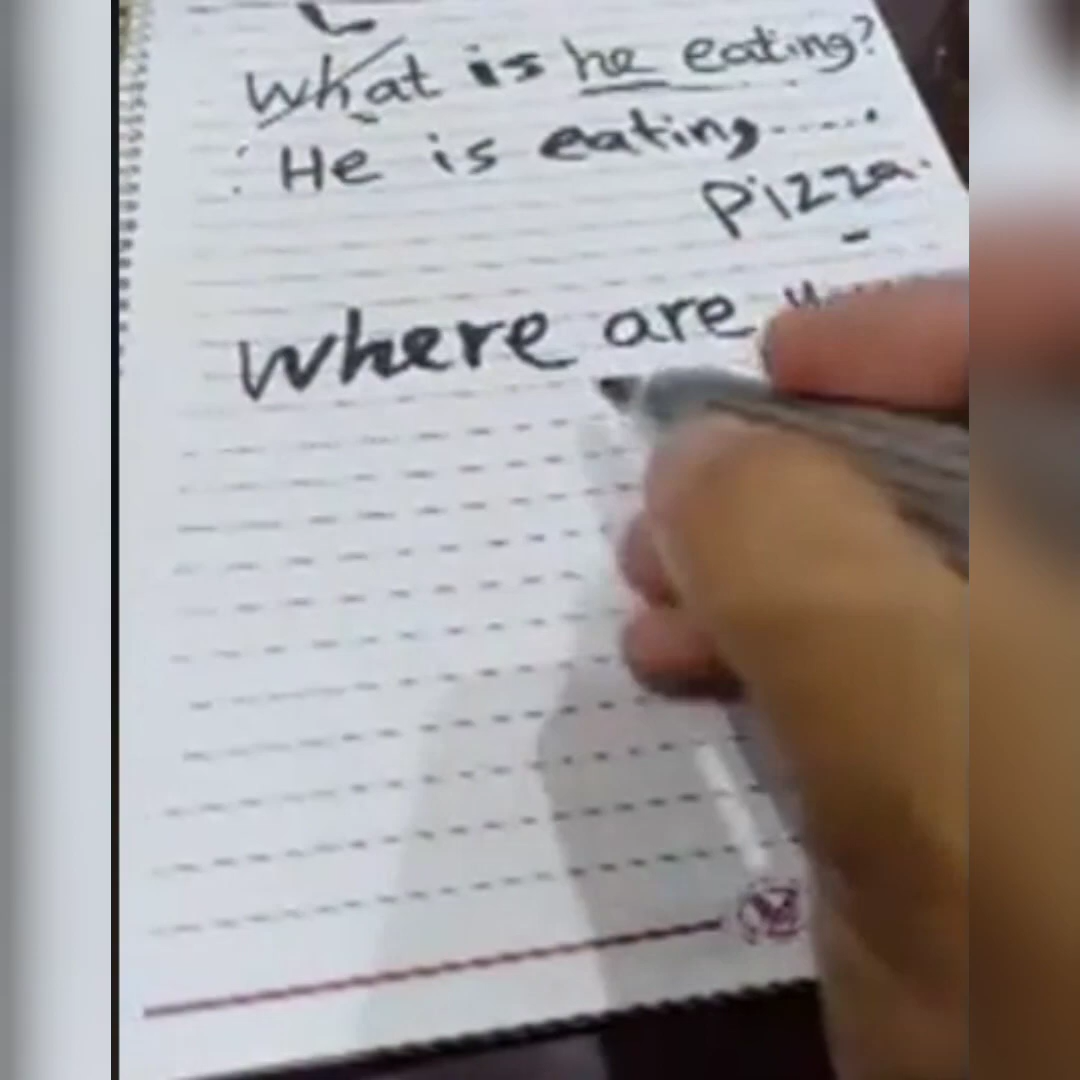 What is he eating?
: He is eating......
Pizza.
where are